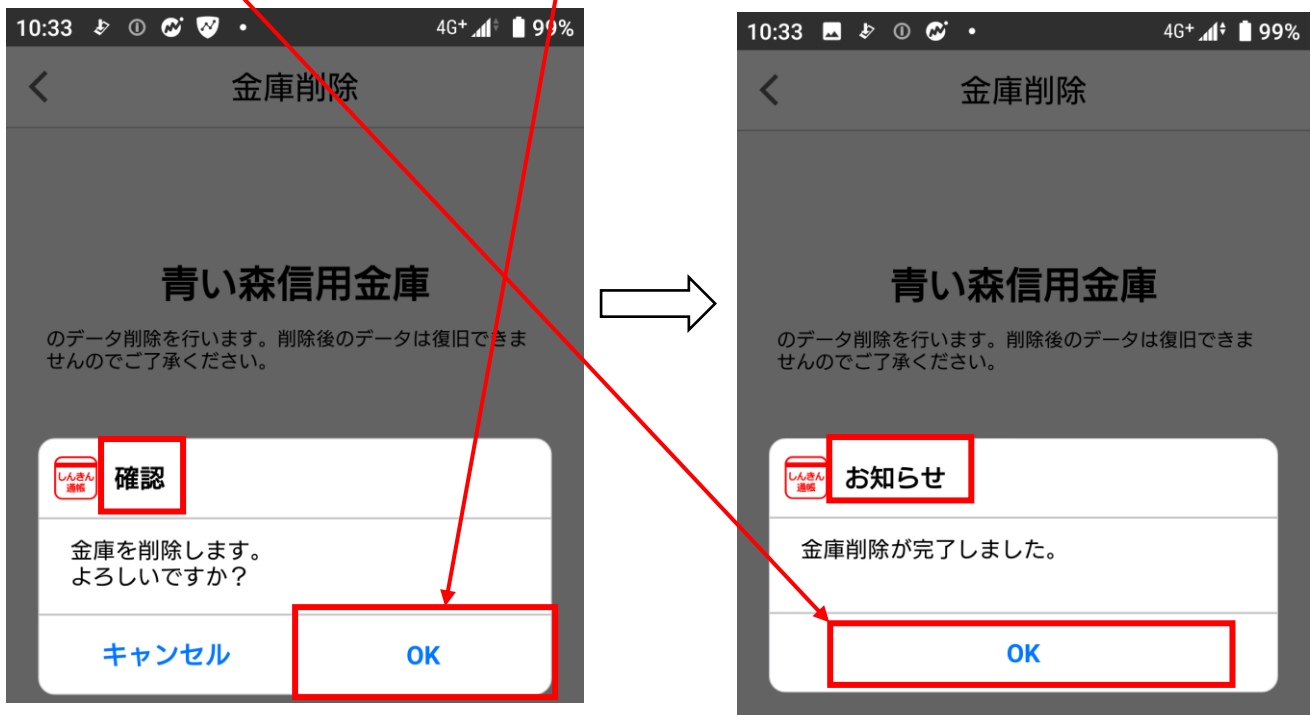 10:33 4G+ 99%
金庫削除
青い森信用金庫
のデータ削除を行います。削除後のデータは復旧できま
せんのでご了承ください。
しんきん
通帳
確認
金庫を削除します。
よろしいですか？
キャンセル OK
10:33 4G+ 99%
金庫削除
青い森信用金庫
のデータ削除を行います。削除後のデータは復旧できま
せんのでご了承ください。
しんきん
通帳
お知らせ
金庫削除が完了しました。
OK